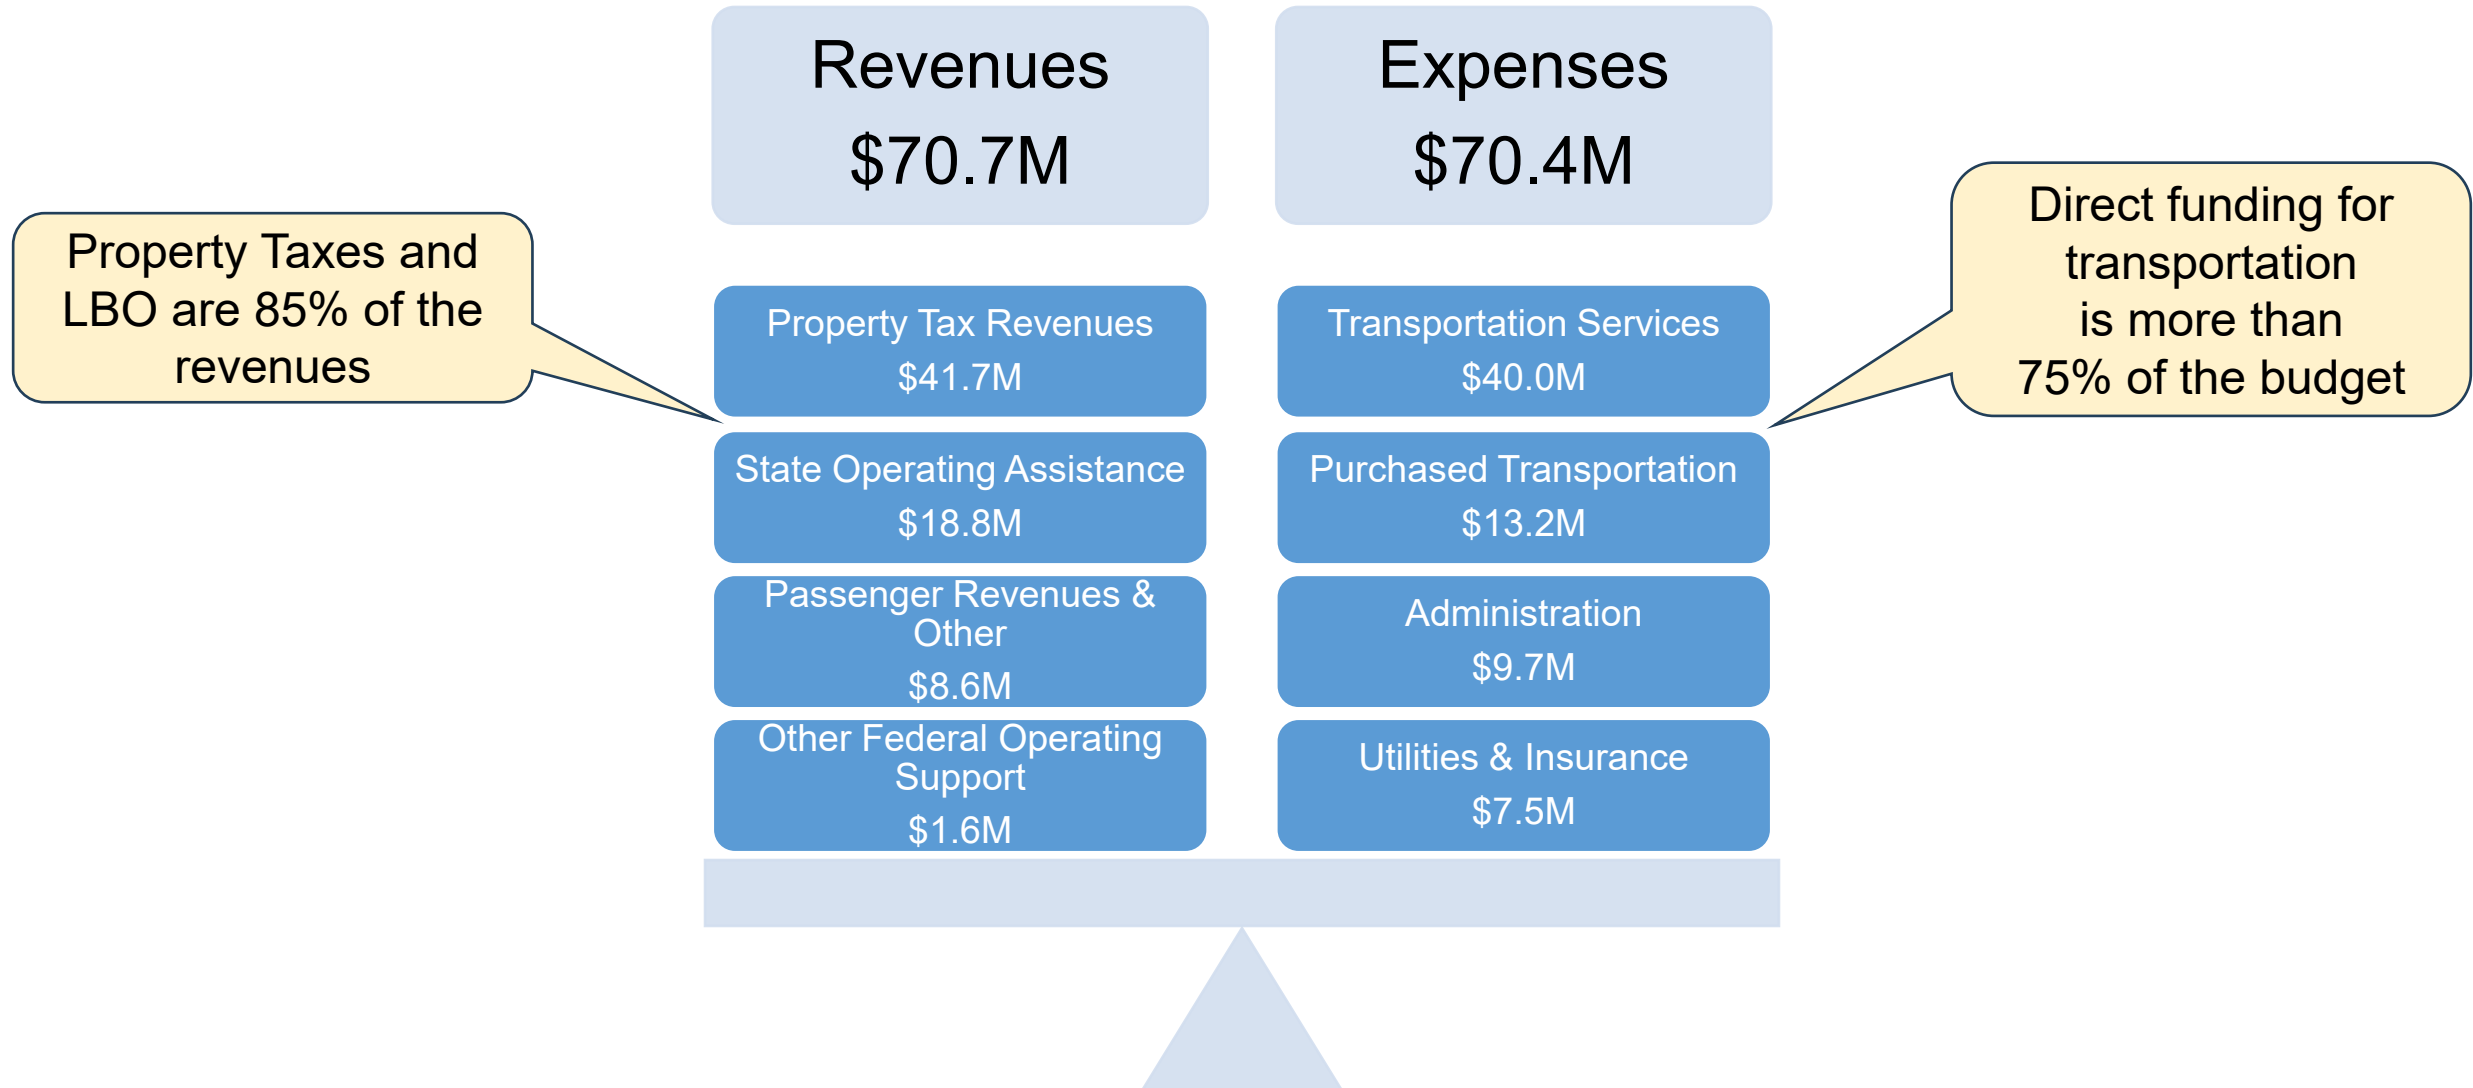 Revenues
$70.7M
Expenses
$70.4M
Property Taxes and
LBO are 85% of the
revenues
Direct funding for
transportation
is more than
75% of the budget
Property Tax Revenues
$41.7M
State Operating Assistance
$18.8M
Passenger Revenues &
Other
$8.6M
Other Federal Operating
Support
$1.6M
Transportation Services
$40.0M
Purchased Transportation
$13.2M
Administration
$9.7M
Utilities & Insurance
$7.5M